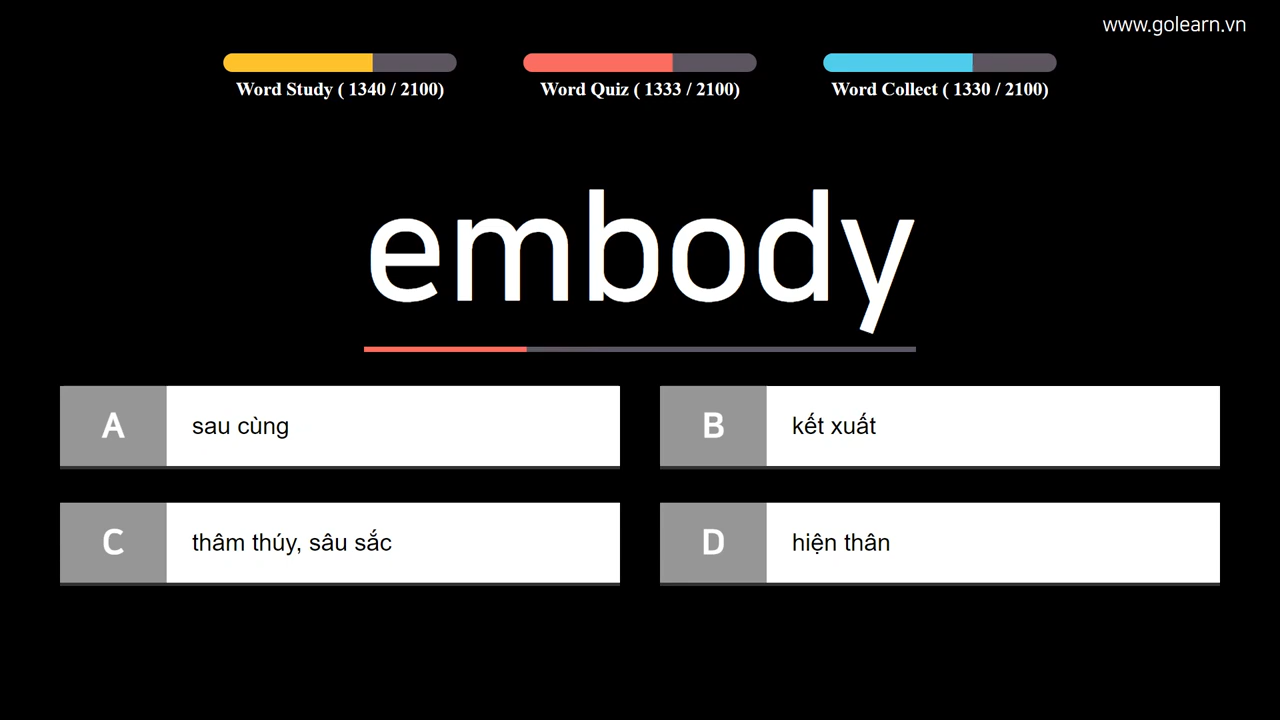 www.golearn.vn
Word Study ( 1340 / 2100)
Word Quiz ( 1333 / 2100)
Word Collect ( 1330 / 2100)
embody
A
sau cùng
B
kết xuất
C
thâm thúy, sâu sắc
D
hiện thân